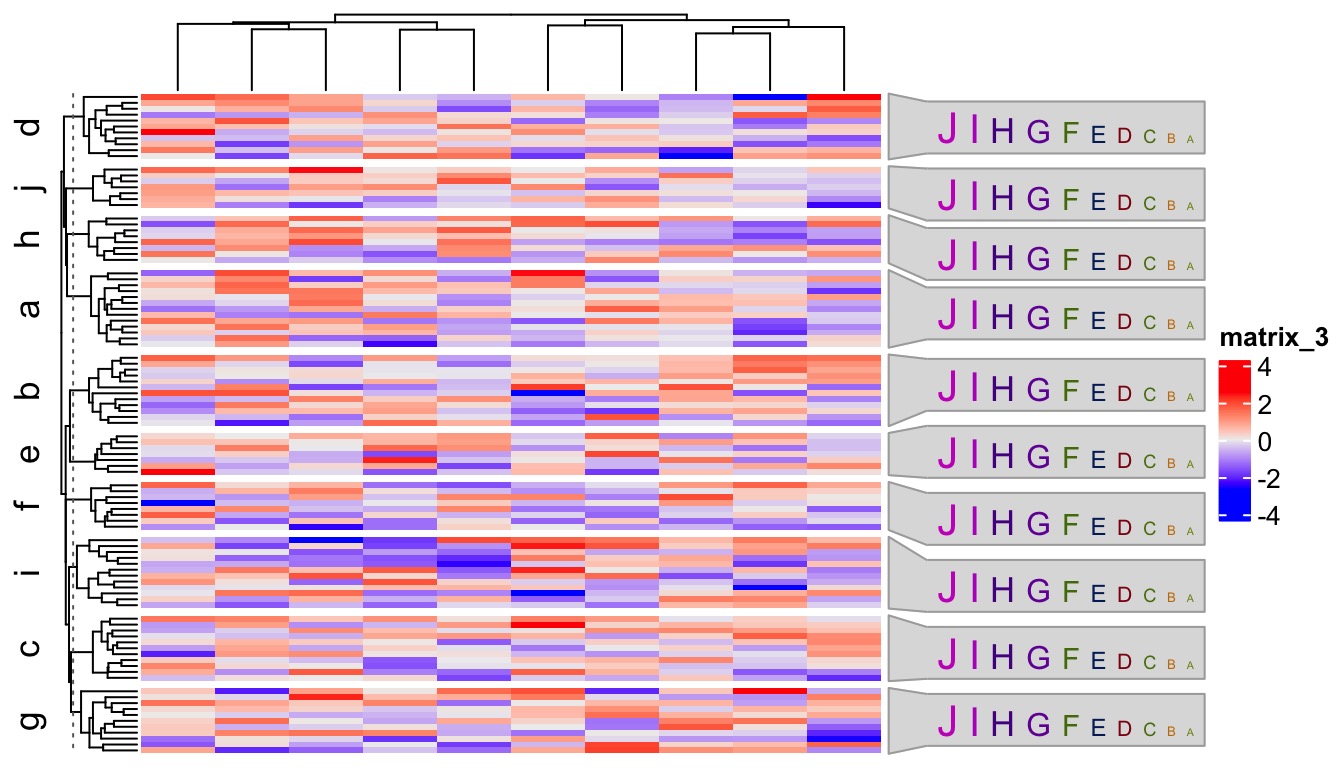 d J I H G F E D C B A
j J I H G F E D C B A
h J I H G F E D C B A
a J I H G F E D C B A
b J I H G F E D C B A
e J I H G F E D C B A
f J I H G F E D C B A
i J I H G F E D C B A
c J I H G F E D C B A
g J I H G F E D C B A
matrix_3
4
2
0
-2
-4